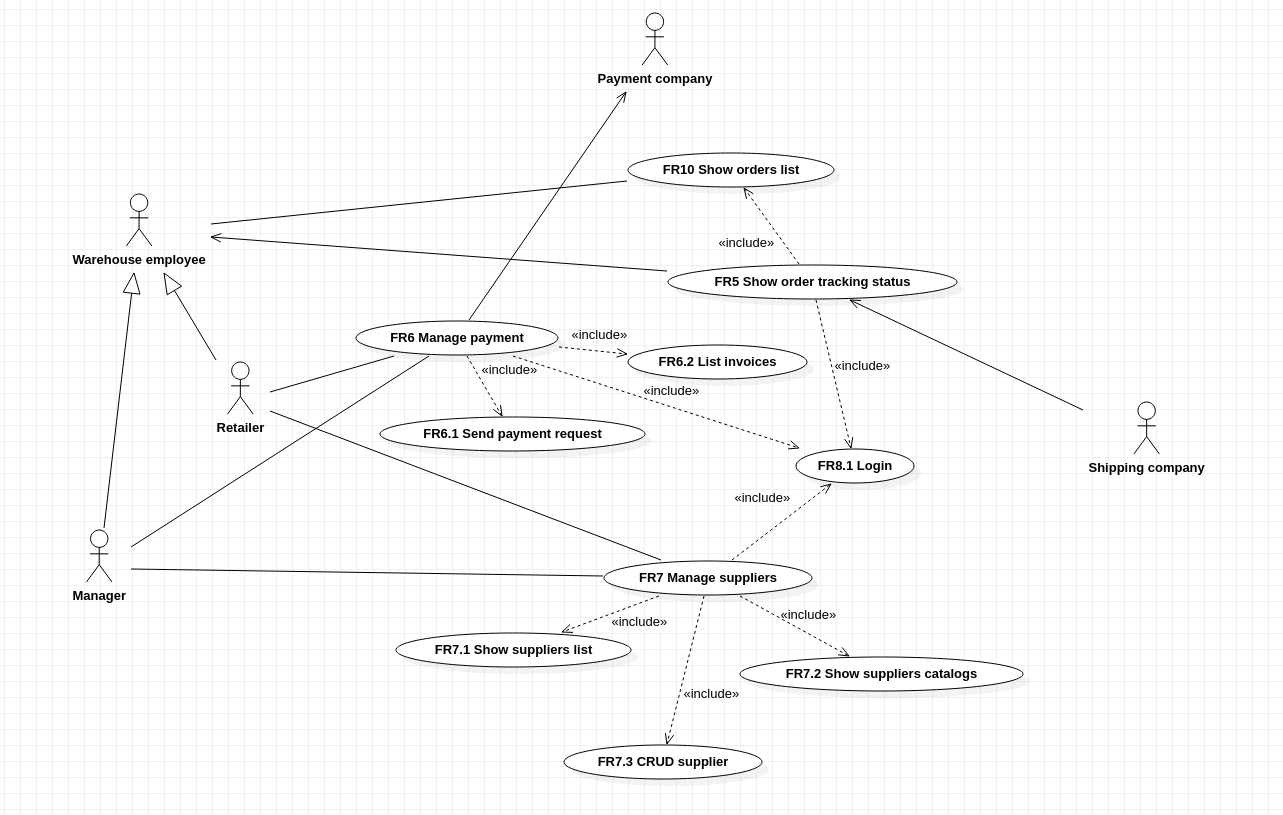 Payment company
FR10 Show orders list
«include»
Warehouse employee
FR5 Show order tracking status
FR6 Manage payment
«include»
FR6.2 List invoices
«include»
«include»
«include»
Retailer
FR6.1 Send payment request
FR8.1 Login
Shipping company
«include»
FR7 Manage suppliers
Manager
«include»
«include»
FR7.1 Show suppliers list
FR7.2 Show suppliers catalogs
«include»
FR7.3 CRUD supplier